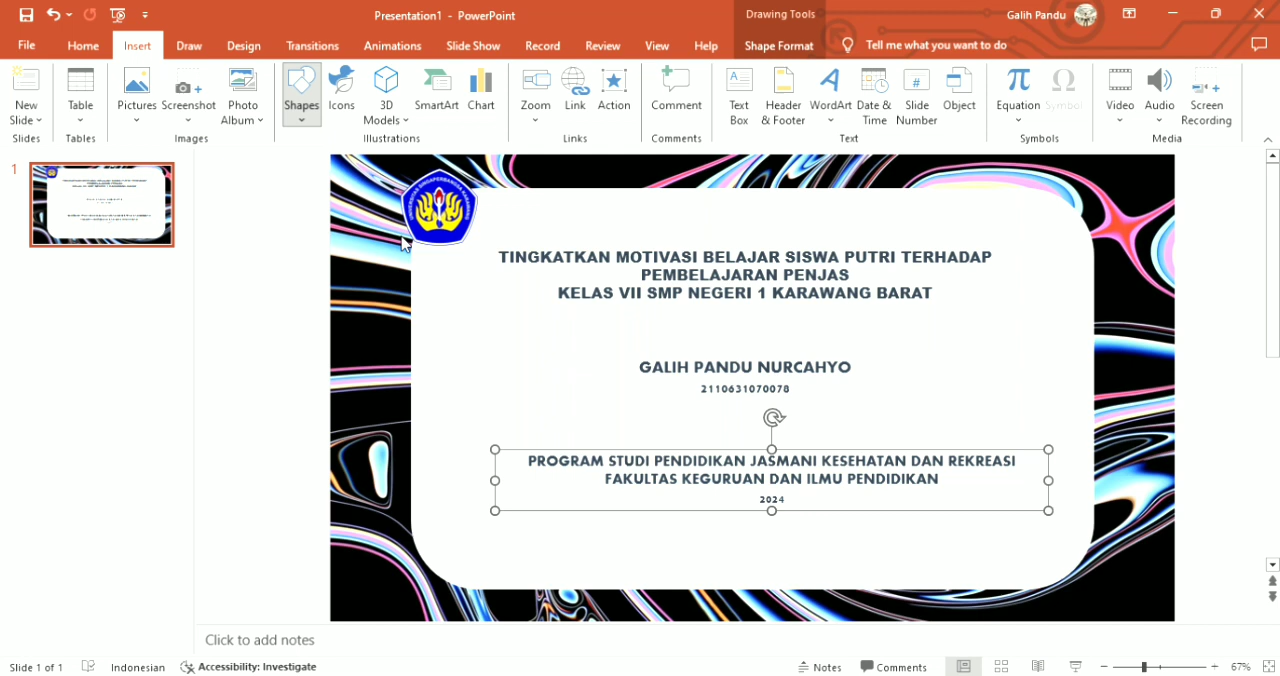 Presentation1 - PowerPoint
Drawing Tools
Galih Pandu
File Home Insert Draw Design Transitions Animations Slide Show Record Review View Help Shape Format Tell me what you want to do
New Slide
Table
Pictures
Screenshot
Photo Album
Shapes
Icons
3D Models
SmartArt
Chart
Zoom
Link
Action
Comment
Text Box
Header & Footer
WordArt
Date & Time
Slide Number
Object
Equation
Symbol
Video
Audio
Screen Recording
Slides Tables Images Illustrations Links Comments Text Symbols Media
1
TINGKATKAN MOTIVASI BELAJAR SISWA PUTRI TERHADAP
PEMBELAJARAN PENJAS
KELAS VII SMP NEGERI 1 KARAWANG BARAT
GALIH PANDU NURCAHYO
2110631070078
PROGRAM STUDI PENDIDIKAN JASMANI KESEHATAN DAN REKREASI
FAKULTAS KEGURUAN DAN ILMU PENDIDIKAN
2024
Click to add notes
Slide 1 of 1 Indonesian Accessibility: Investigate Notes Comments 67%